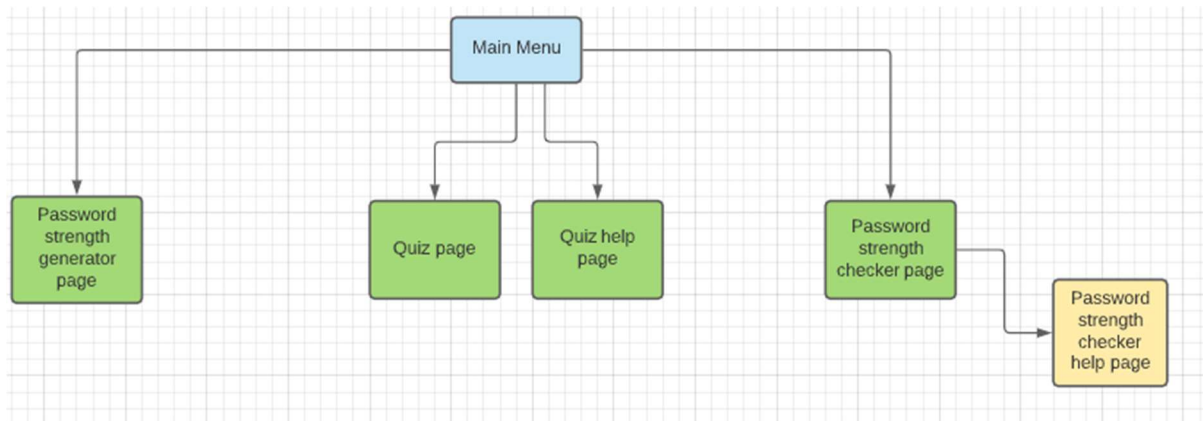 Main Menu
Password
strength
generator
page
Quiz page
Quiz help
page
Password
strength
checker page
Password
strength
checker
help page